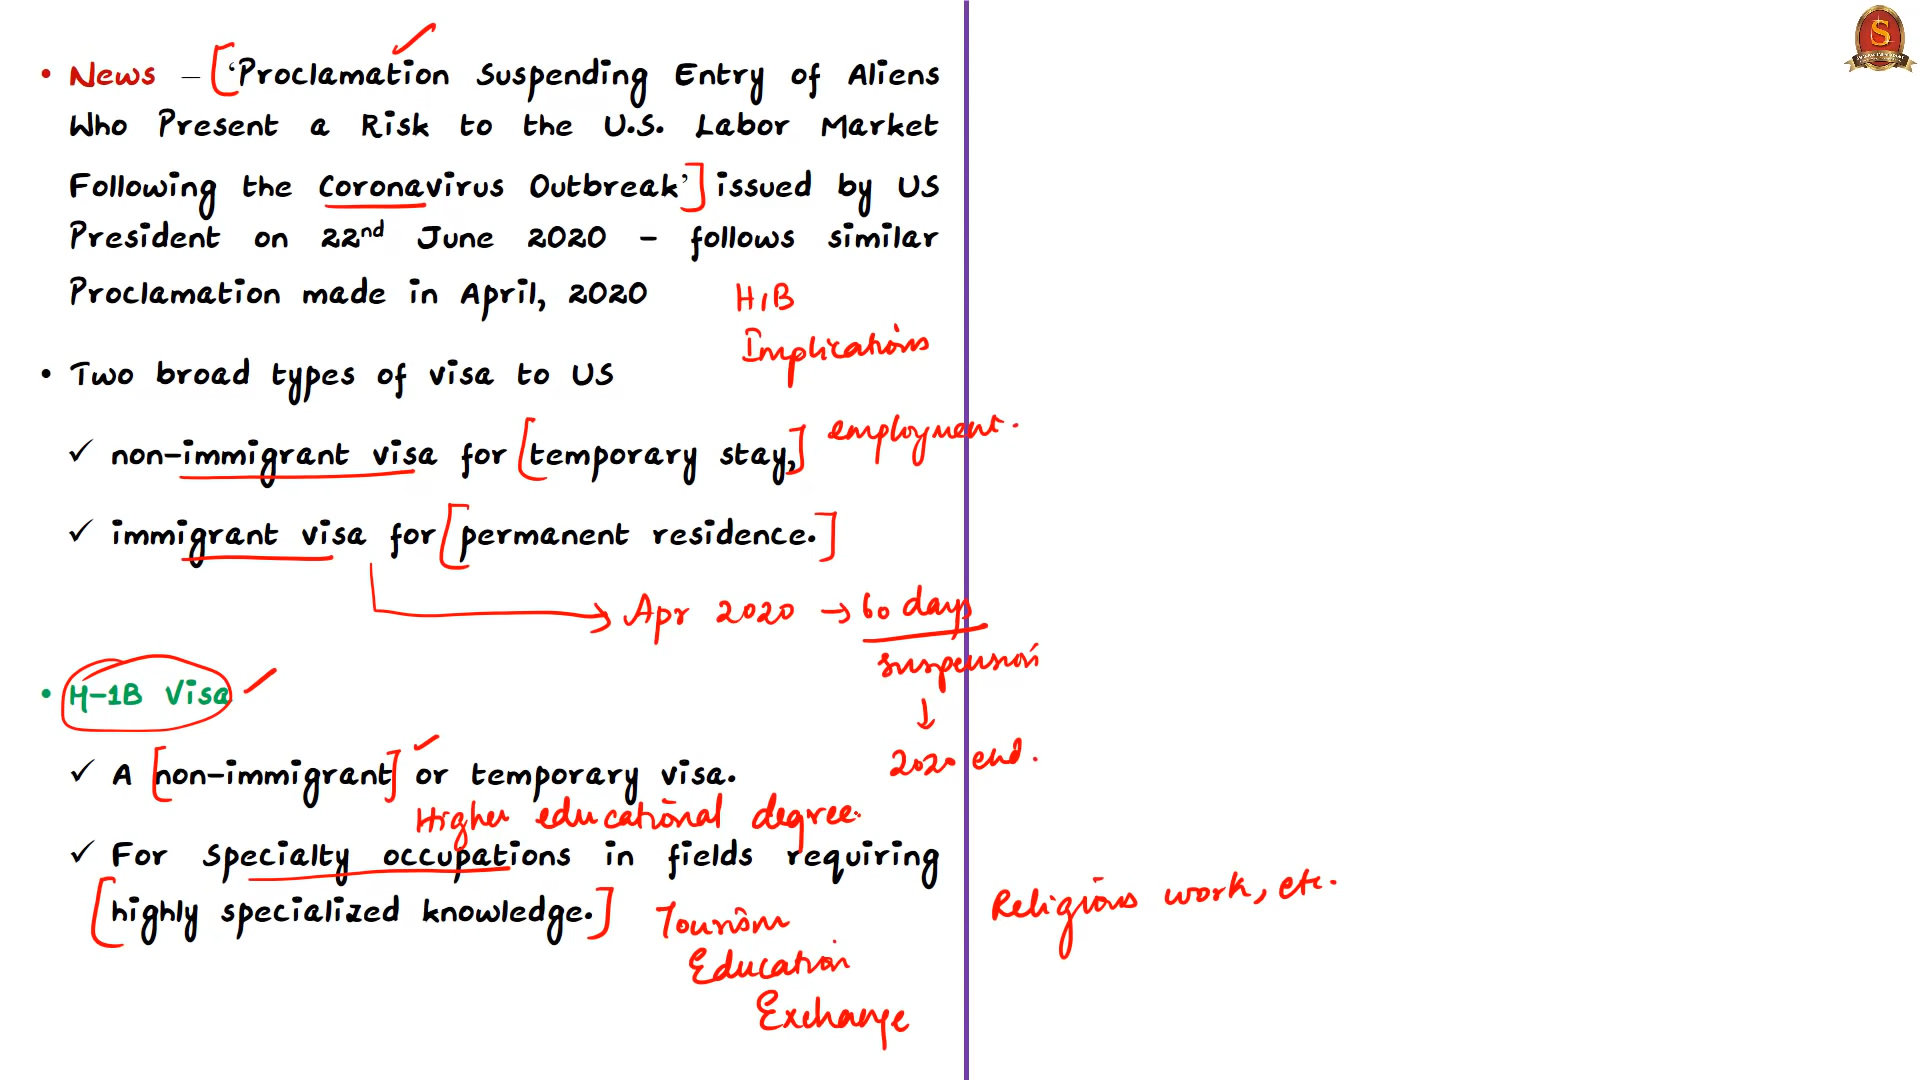 • News – 'Proclamation Suspending Entry of Aliens
Who Present a Risk to the U.S. Labor Market
Following the Coronavirus Outbreak' issued by US
President on 22nd June 2020 – follows similar
Proclamation made in April, 2020
H1B
Implications
• Two broad types of visa to US
employment.
✓ non-immigrant visa for temporary stay,
✓ immigrant visa for permanent residence.
Apr 2020 → 60 days
suspension
↓
2020 end.
• H-1B Visa
✓ A non-immigrant or temporary visa.
Higher educational degree.
✓ For Specialty occupations in fields requiring
highly specialized knowledge.
Tourism
Education
Exchange
Religious work, etc.
S